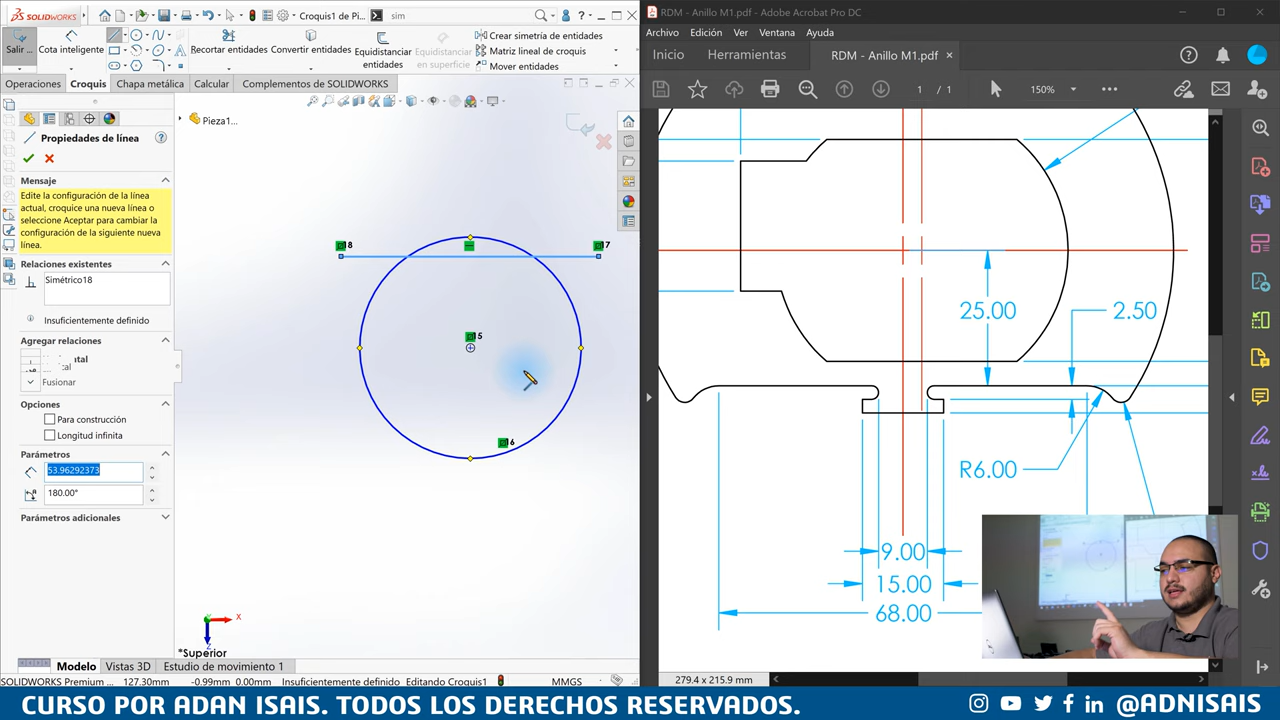 SOLIDWORKS
Croquis1 de Pi...
sim
RDM - Anillo M1.pdf - Adobe Acrobat Pro DC
Salir ...
Cota inteligente
Recortar entidades
Convertir entidades
Equidistanciar entidades
Equidistanciar en superficie
Crear simetría de entidades
Matriz lineal de croquis
Mover entidades
Archivo Edición Ver Ventana Ayuda
Inicio Herramientas RDM - Anillo M1.pdf ×
Operaciones Croquis Chapa metálica Calcular Complementos de SOLIDWORKS
1 / 1 150%
Pieza1...
Propiedades de línea
Mensaje
Edite la configuración de la línea
actual, croquice una nueva línea o
seleccione Aceptar para cambiar la
configuración de la siguiente nueva
línea.
Relaciones existentes
Simétrico18
Insuficientemente definido
Agregar relaciones
Fusionar
Opciones
Para construcción
Longitud infinita
Parámetros
53.96292373
180.00°
Parámetros adicionales
18
17
15
16
25.00
2.50
R6.00
9.00
15.00
68.00
X
*Superior
Modelo Vistas 3D Estudio de movimiento 1
SOLIDWORKS Premium ... 127.30mm -0.99mm 0.00mm Insuficientemente definido Editando Croquis1 MMGS
279.4 x 215.9 mm
CURSO POR ADAN ISAIS. TODOS LOS DERECHOS RESERVADOS.
@ADNISAIS